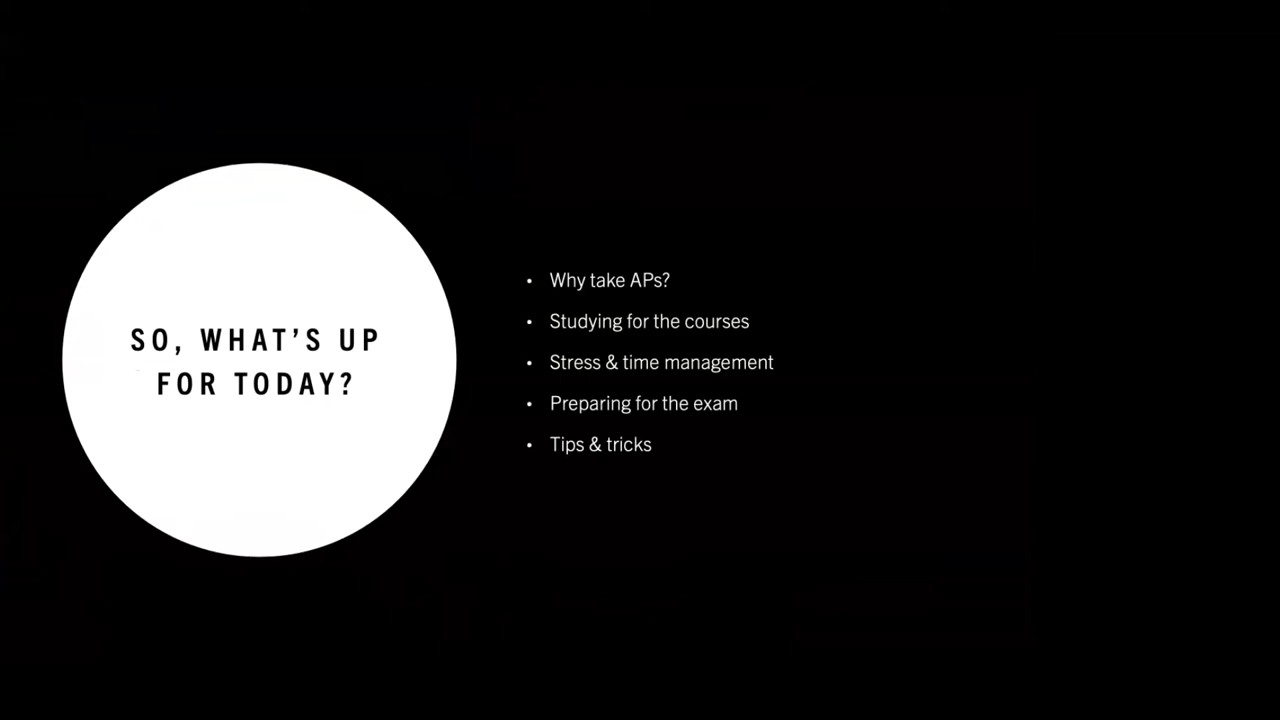 SO, WHAT’S UP
FOR TODAY?
• Why take APs?
• Studying for the courses
• Stress & time management
• Preparing for the exam
• Tips & tricks